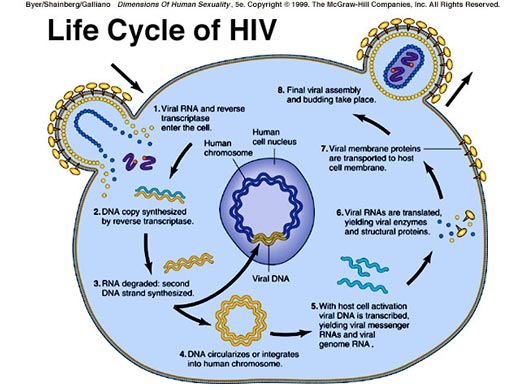 Byer/Shainberg/Galliano Dimensions Of Human Sexuality, 5e. Copyright © 1999. The McGraw-Hill Companies, Inc. All Rights Reserved.
Life Cycle of HIV
1. Viral RNA and reverse
transcriptase
enter the cell.
Human
chromosome
Human
cell nucleus
8. Final viral assembly
and budding take place.
7. Viral membrane proteins
are transported to host
cell membrane.
2. DNA copy synthesized
by reverse transcriptase.
6. Viral RNAs are translated,
yielding viral enzymes
and structural proteins.
Viral DNA
3. RNA degraded: second
DNA strand synthesized.
5. With host cell activation
viral DNA is transcribed,
yielding viral messenger
RNAs and viral
genome RNA.
4. DNA circularizes or integrates
into human chromosome.